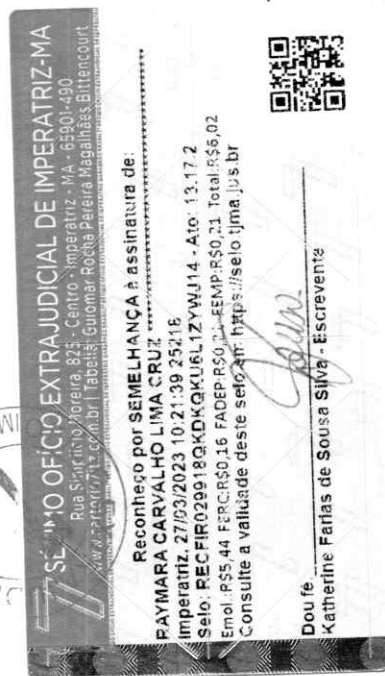 SÉTIMO OFÍCIO EXTRAJUDICIAL DE IMPERATRIZ-MA
Moreira, 825 - Centro - Imperatriz - MA - 65901-490
| Tabeliã: Guiomar Rocha Pereira Magalhães Bittencourt
Reconheço por SEMELHANÇA à assinatura de:
RAYMARA CARVALHO LIMA CRUZ
Imperatriz, 27/03/2023 10:21:39 25218
Selo: RECFIR029918QKDKQKU6L1ZYWJ14 - Ato: 13.17.2
Emol:R$5,44 FERC:R$0,16 FADEP:R$0,21 FEMP:R$0,21 Total:R$6,02
Consulte a validade deste selo em: https://selo.tjma.jus.br
Dou fé.
Katherine Farias de Sousa Silva - Escrevente